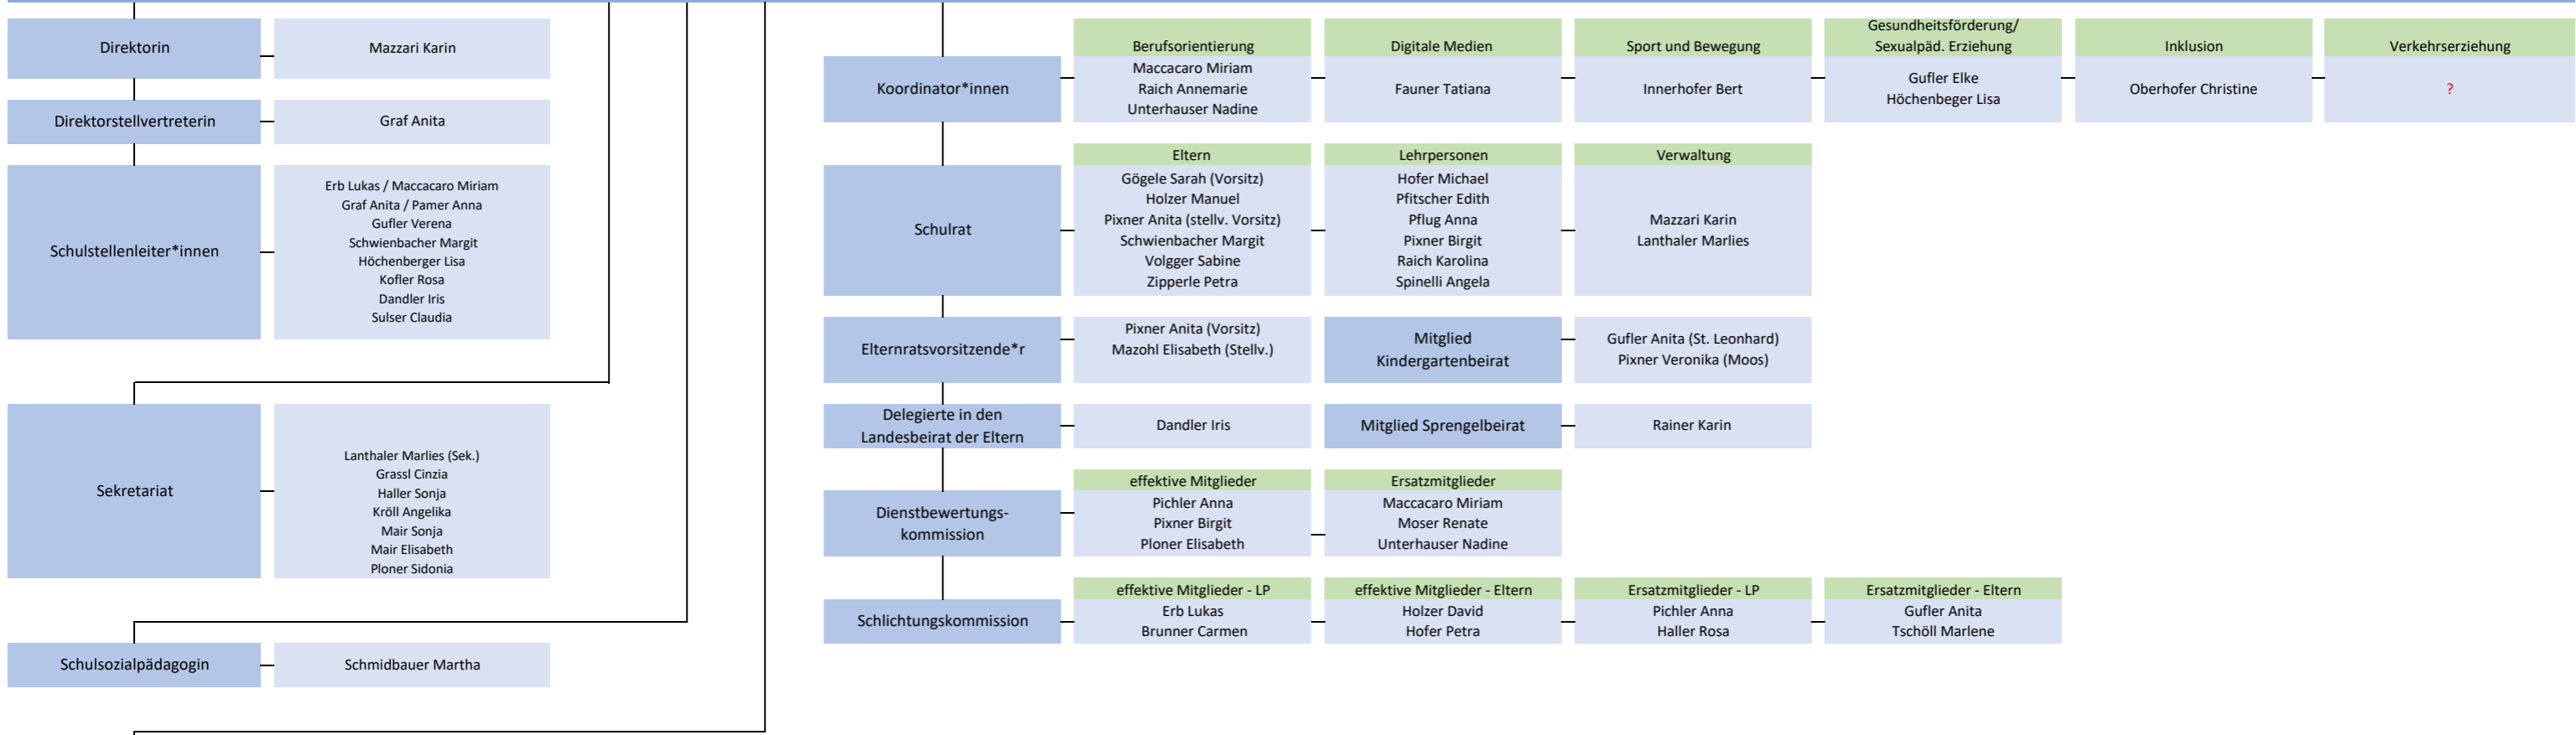 Direktorin
Mazzari Karin
Direktorstellvertreterin
Graf Anita
Schulstellenleiter*innen
Erb Lukas / Maccacaro Miriam
Graf Anita / Pamer Anna
Gufler Verena
Schwienbacher Margit
Höchenberger Lisa
Kofler Rosa
Dandler Iris
Sulser Claudia
Sekretariat
Lanthaler Marlies (Sek.)
Grassl Cinzia
Haller Sonja
Kröll Angelika
Mair Sonja
Mair Elisabeth
Ploner Sidonia
Schulsozialpädagogin
Schmidbauer Martha
Koordinator*innen
Berufsorientierung
Maccacaro Miriam
Raich Annemarie
Unterhauser Nadine
Digitale Medien
Fauner Tatiana
Sport und Bewegung
Innerhofer Bert
Gesundheitsförderung/
Sexualpäd. Erziehung
Gufler Elke
Höchenbeger Lisa
Inklusion
Oberhofer Christine
Verkehrserziehung
?
Schulrat
Eltern
Gögele Sarah (Vorsitz)
Holzer Manuel
Pixner Anita (stellv. Vorsitz)
Schwienbacher Margit
Volgger Sabine
Zipperle Petra
Lehrpersonen
Hofer Michael
Pfitscher Edith
Pflug Anna
Pixner Birgit
Raich Karolina
Spinelli Angela
Verwaltung
Mazzari Karin
Lanthaler Marlies
Elternratsvorsitzende*r
Pixner Anita (Vorsitz)
Mazohl Elisabeth (Stellv.)
Mitglied
Kindergartenbeirat
Gufler Anita (St. Leonhard)
Pixner Veronika (Moos)
Delegierte in den
Landesbeirat der Eltern
Dandler Iris
Mitglied Sprengelbeirat
Rainer Karin
Dienstbewertungs-
kommission
effektive Mitglieder
Pichler Anna
Pixner Birgit
Ploner Elisabeth
Ersatzmitglieder
Maccacaro Miriam
Moser Renate
Unterhauser Nadine
Schlichtungskommission
effektive Mitglieder - LP
Erb Lukas
Brunner Carmen
effektive Mitglieder - Eltern
Holzer David
Hofer Petra
Ersatzmitglieder - LP
Pichler Anna
Haller Rosa
Ersatzmitglieder - Eltern
Gufler Anita
Tschöll Marlene